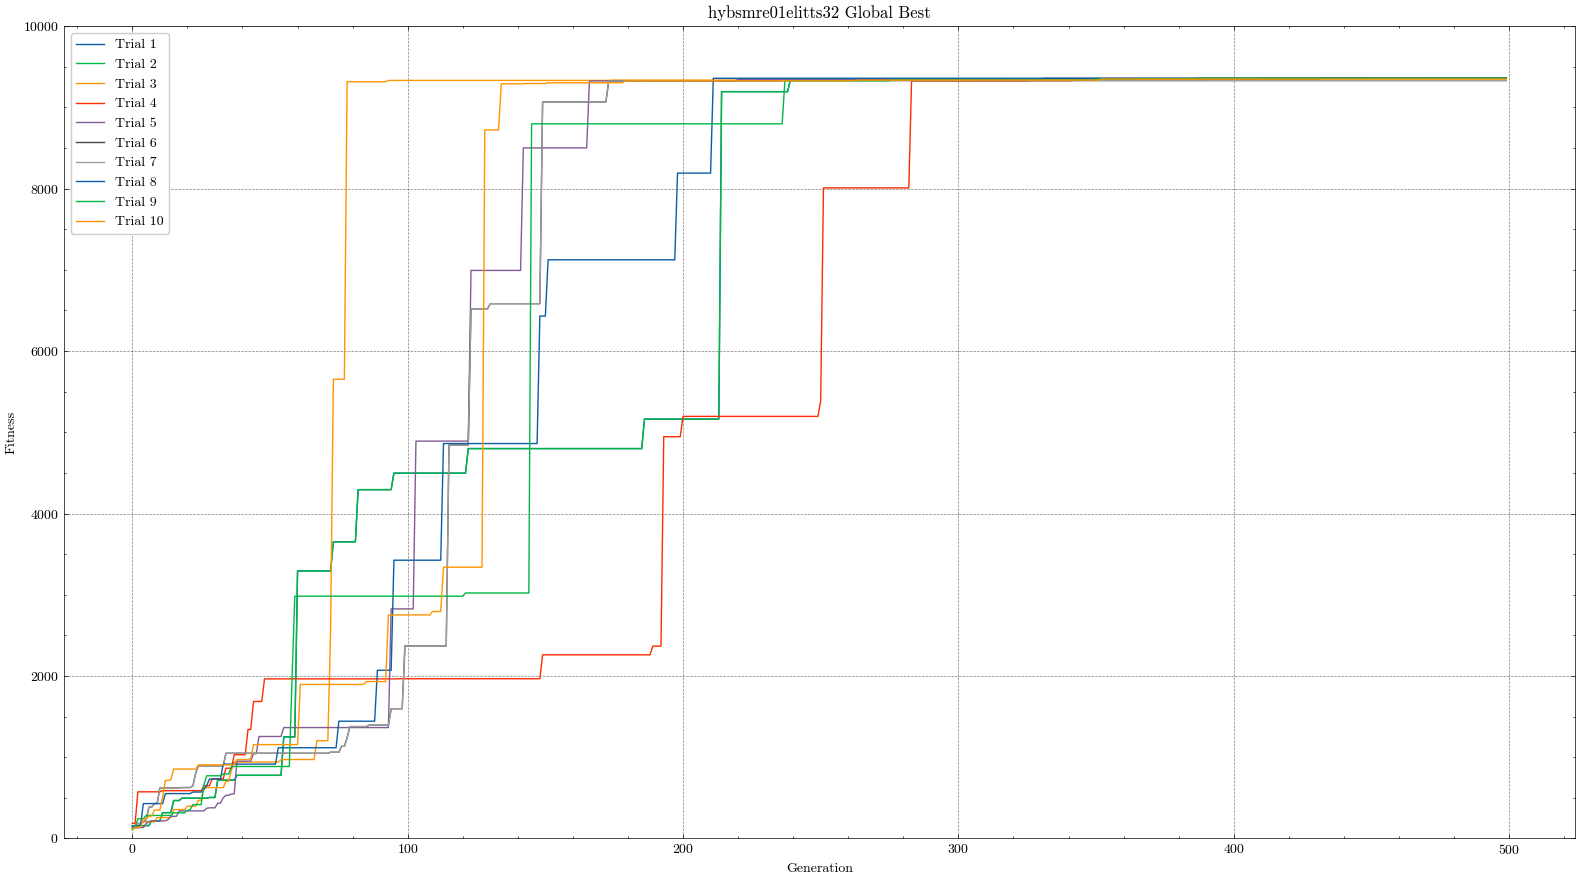 hybsmre01elitts32 Global Best
10000
8000
6000
4000
2000
0
Fitness
Trial 1
Trial 2
Trial 3
Trial 4
Trial 5
Trial 6
Trial 7
Trial 8
Trial 9
Trial 10
0 100 200 300 400 500
Generation